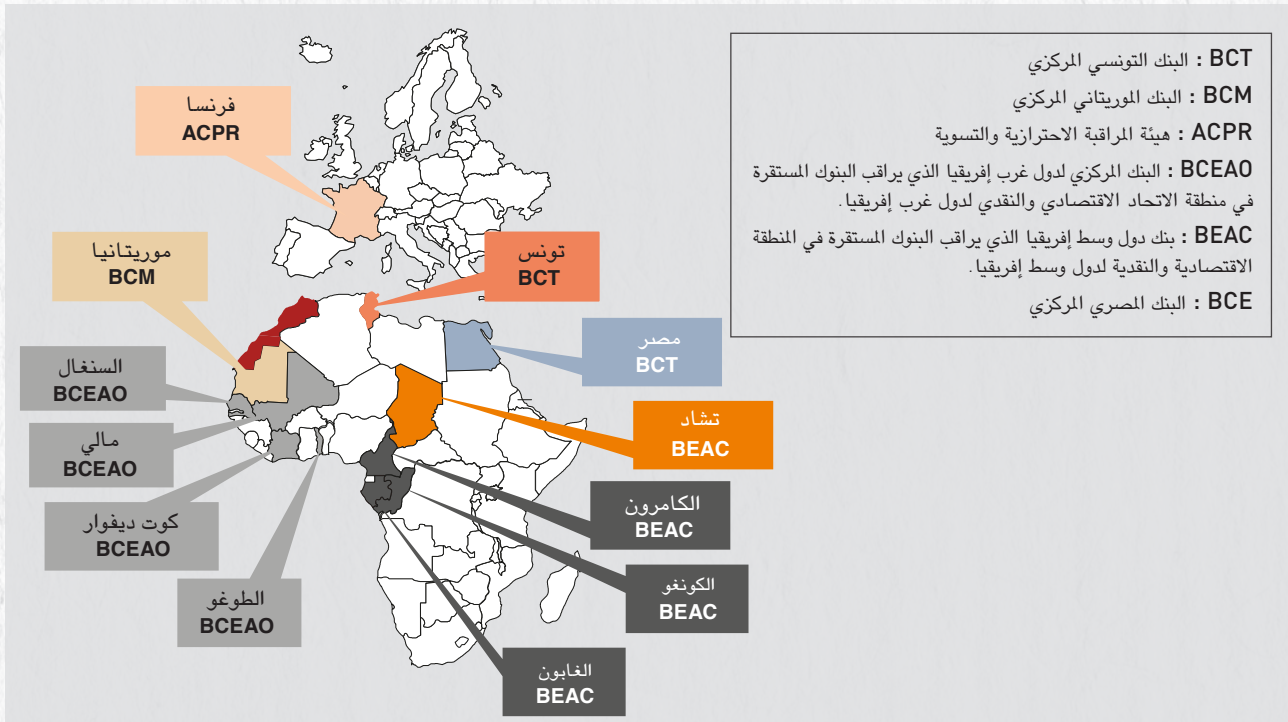 BCT : البنك التونسي المركزي
BCM : البنك الموريتاني المركزي
ACPR : هيئة المراقبة الاحترازية والتسوية
BCEAO : البنك المركزي لدول غرب إفريقيا الذي يراقب البنوك المستقرة
في منطقة الاتحاد الاقتصادي والنقدي لدول غرب إفريقيا.
BEAC : بنك دول وسط إفريقيا الذي يراقب البنوك المستقرة في المنطقة
الاقتصادية والنقدية لدول وسط إفريقيا.
BCE : البنك المصري المركزي
فرنسا
ACPR
موريتانيا
BCM
تونس
BCT
مصر
BCT
السنغال
BCEAO
تشاد
BEAC
مالي
BCEAO
الكامرون
BEAC
كوت ديفوار
BCEAO
الكونغو
BEAC
الطوغو
BCEAO
الغابون
BEAC